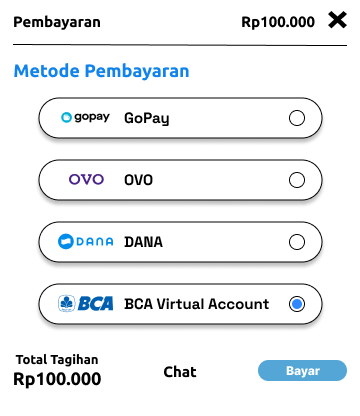 Pembayaran Rp100.000
Metode Pembayaran
gopay GoPay
OVO OVO
DANA DANA
BCA BCA Virtual Account
Total Tagihan
Rp100.000
Chat
Bayar